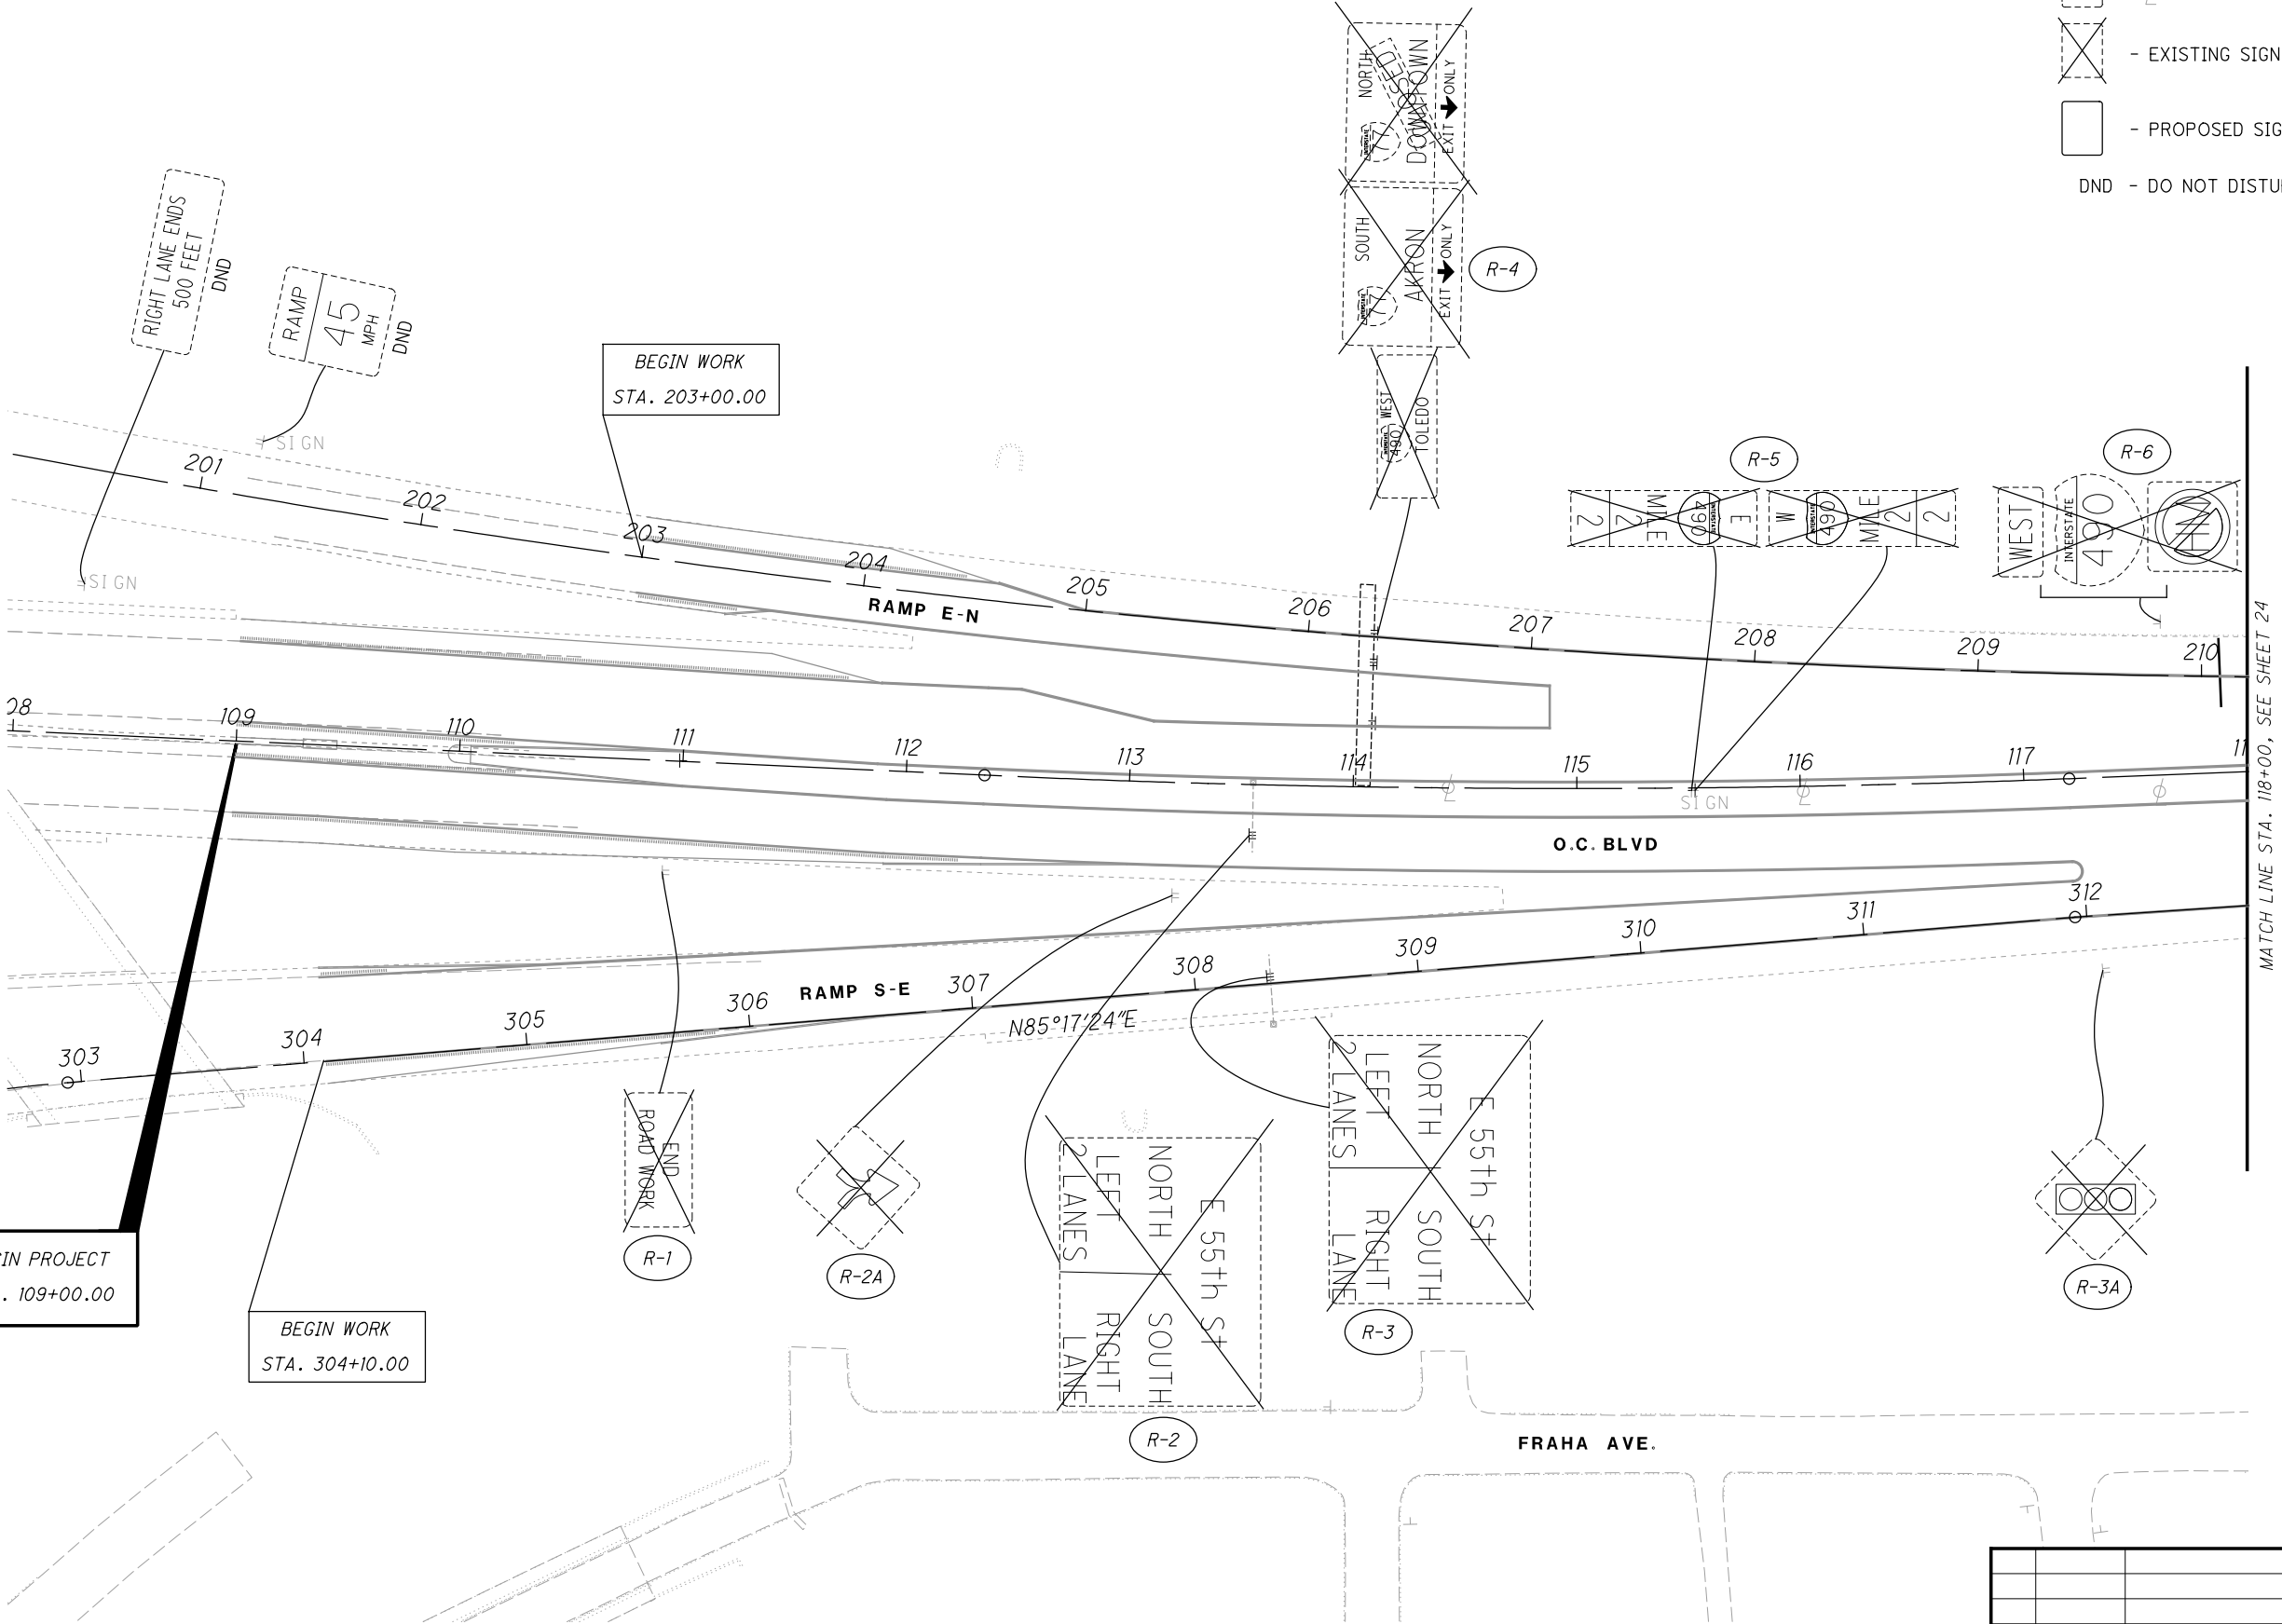 - EXISTING SIGN
- PROPOSED SIG
DND - DO NOT DISTU
NORTH
DOWNTOWN
EXIT ONLY
SOUTH
AKRON
EXIT ONLY
R-4
INTERSTATE
490
WEST
TOLEDO
RIGHT LANE ENDS
500 FEET
DND
RAMP
45
MPH
DND
BEGIN WORK
STA. 203+00.00
SIGN
SIGN
201
202
203
204
205
206
207
208
209
210
RAMP E-N
R-5
2
2
MILE
INTERSTATE
490
E
W
INTERSTATE
490
MILE
2
2
R-6
WEST
INTERSTATE
490
MATCH LINE STA. 118+00, SEE SHEET 24
109
110
111
112
113
114
115
116
117
11
SIGN
O.C. BLVD
303
304
305
306
307
308
309
310
311
312
RAMP S-E
N85°17'24"E
IN PROJECT
. 109+00.00
BEGIN WORK
STA. 304+10.00
END
ROAD WORK
R-1
R-2A
E 55th St
NORTH SOUTH
LEFT RIGHT
2 LANES LANE
R-2
E 55th St
NORTH SOUTH
LEFT RIGHT
2 LANES LANE
R-3
R-3A
FRAHA AVE.